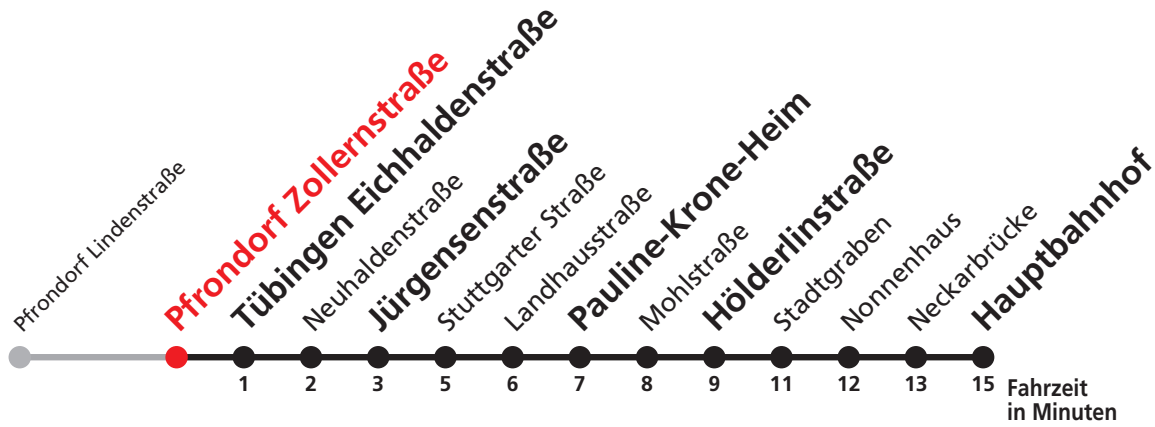 Pfrondorf Lindenstraße
Pfrondorf Zollernstraße
Tübingen Eichhaldenstraße
Neuhaldenstraße
Jürgensenstraße
Stuttgarter Straße
Landhausstraße
Pauline-Krone-Heim
Mohlstraße
Hölderlinstraße
Stadtgraben
Nonnenhaus
Neckarbrücke
Hauptbahnhof
1 2 3 5 6 7 8 9 11 12 13 15
Fahrzeit
in Minuten